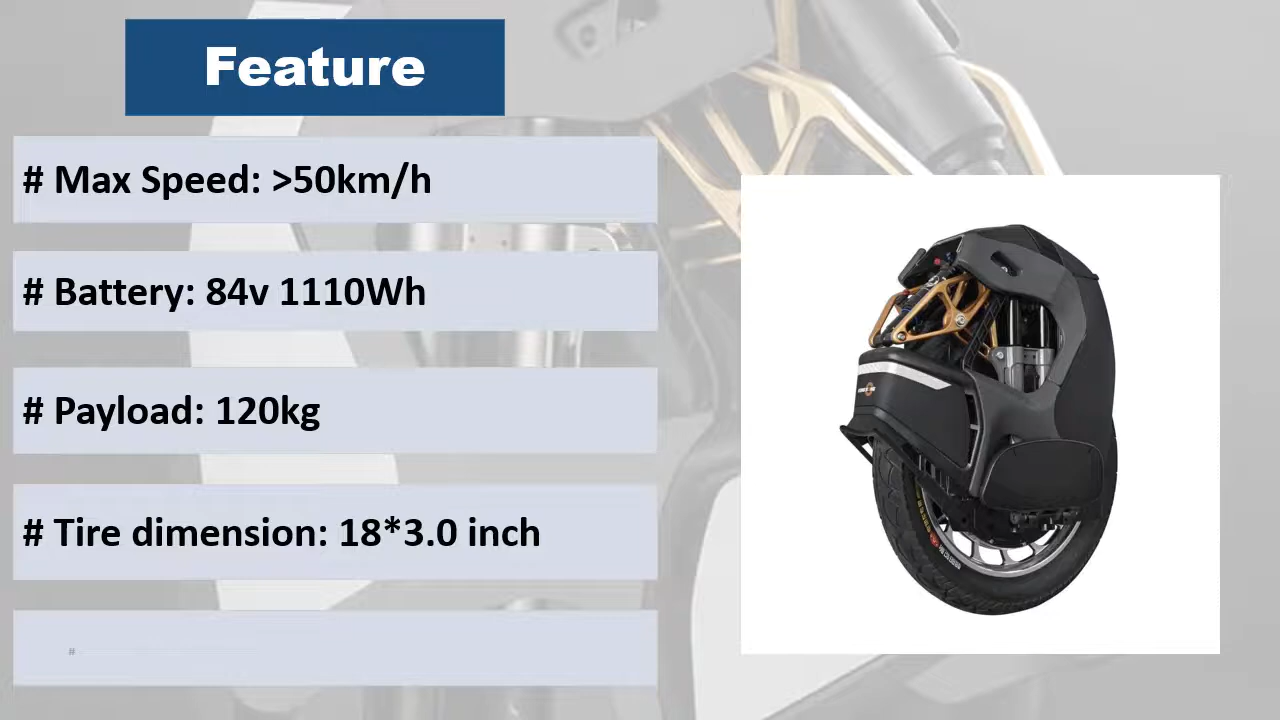 Feature
# Max Speed: >50km/h
# Battery: 84v 1110Wh
# Payload: 120kg
# Tire dimension: 18*3.0 inch
#